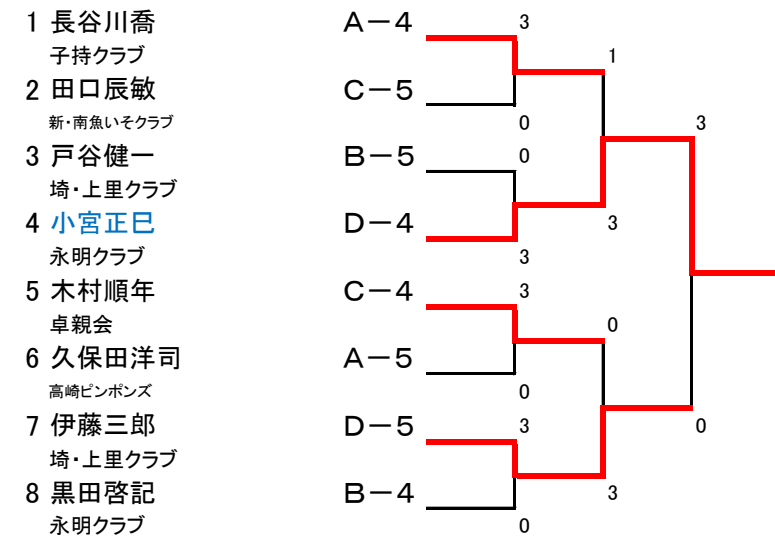 1 長谷川喬 A－4
子持クラブ
2 田口辰敏 C－5
新・南魚いそクラブ
3 戸谷健一 B－5
埼・上里クラブ
4 小宮正巳 D－4
永明クラブ
5 木村順年 C－4
卓親会
6 久保田洋司 A－5
高崎ピンポンズ
7 伊藤三郎 D－5
埼・上里クラブ
8 黒田啓記 B－4
永明クラブ
3
1
0
3
0
3
3
3
0
0
3
0
3
0